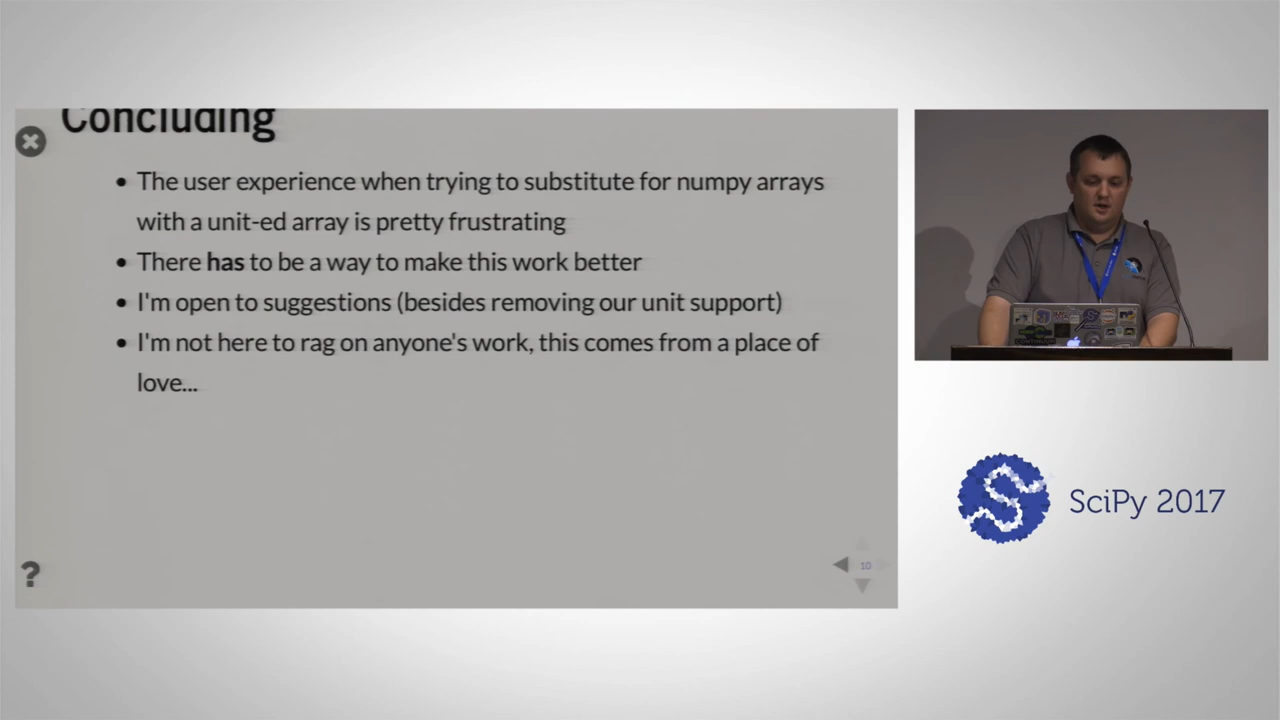 Concluding
• The user experience when trying to substitute for numpy arrays
with a unit-ed array is pretty frustrating
• There has to be a way to make this work better
• I'm open to suggestions (besides removing our unit support)
• I'm not here to rag on anyone's work, this comes from a place of
love...
?
10
SciPy 2017